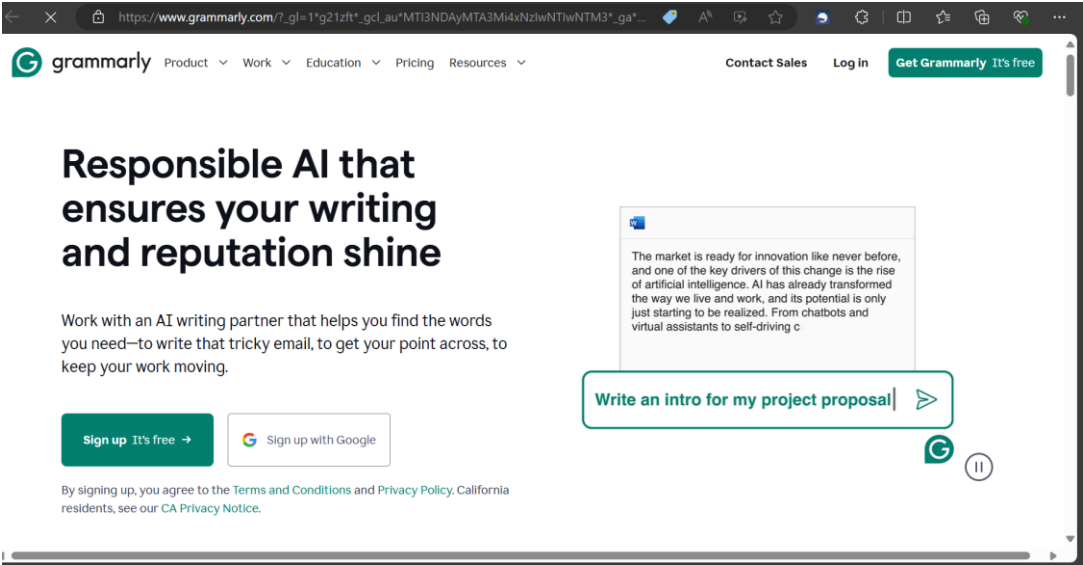 https://www.grammarly.com/?_gl=1*g21zft*_gcl_au*MTI3NDAyMTA3Mi4xNzIwNTIwNTM3*_ga*...
grammarly Product Work Education Pricing Resources Contact Sales Log in Get Grammarly It's free
Responsible AI that
ensures your writing
and reputation shine
Work with an AI writing partner that helps you find the words
you need—to write that tricky email, to get your point across, to
keep your work moving.
Sign up It's free →
Sign up with Google
By signing up, you agree to the Terms and Conditions and Privacy Policy. California
residents, see our CA Privacy Notice.
The market is ready for innovation like never before,
and one of the key drivers of this change is the rise
of artificial intelligence. AI has already transformed
the way we live and work, and its potential is only
just starting to be realized. From chatbots and
virtual assistants to self-driving c
Write an intro for my project proposal